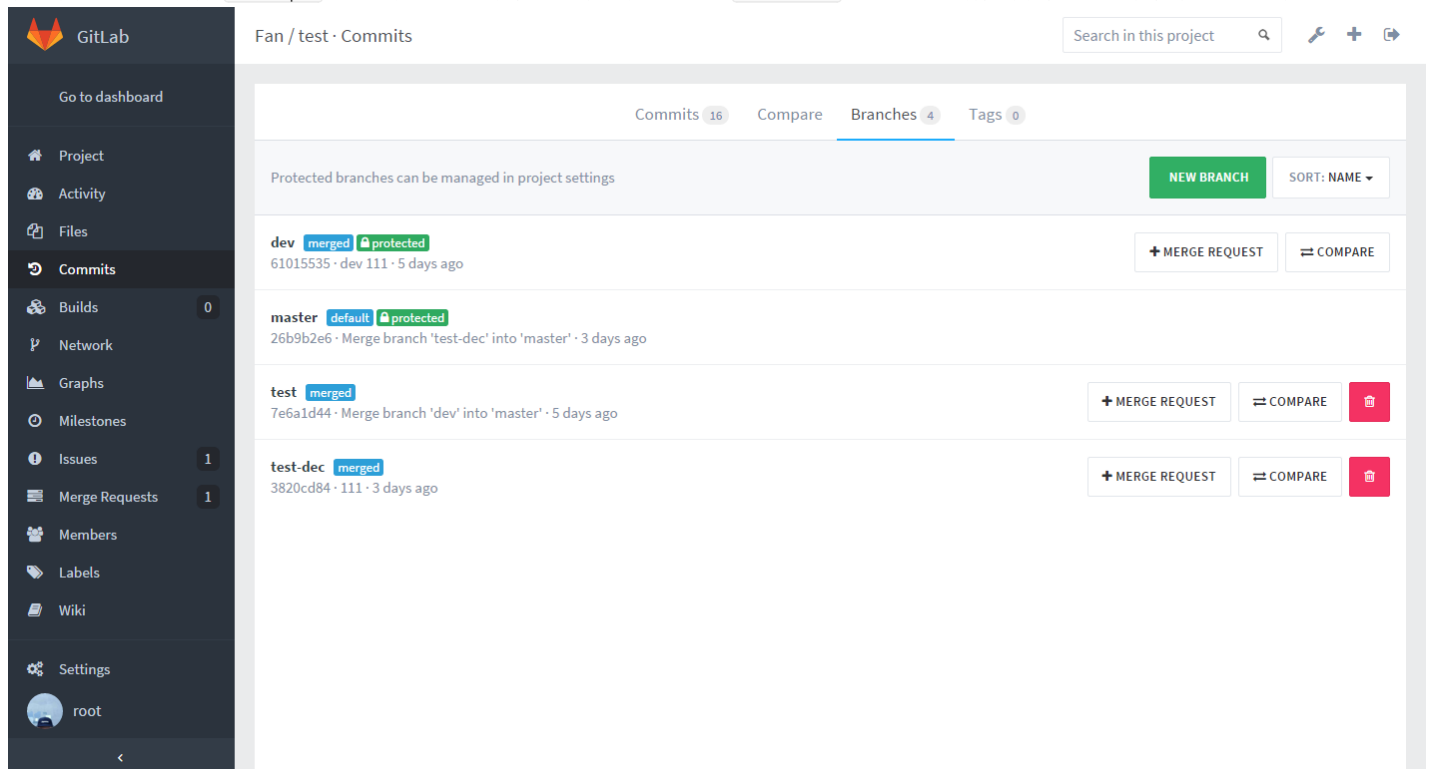 GitLab
Fan / test · Commits
Search in this project
Go to dashboard
Project
Activity
Files
Commits
Builds 0
Network
Graphs
Milestones
Issues 1
Merge Requests 1
Members
Labels
Wiki
Settings
root
Commits 16 Compare Branches 4 Tags 0
Protected branches can be managed in project settings
NEW BRANCH SORT: NAME
dev merged protected
61015535 · dev 111 · 5 days ago
MERGE REQUEST COMPARE
master default protected
26b9b2e6 · Merge branch 'test-dec' into 'master' · 3 days ago
test merged
7e6a1d44 · Merge branch 'dev' into 'master' · 5 days ago
MERGE REQUEST COMPARE
test-dec merged
3820cd84 · 111 · 3 days ago
MERGE REQUEST COMPARE